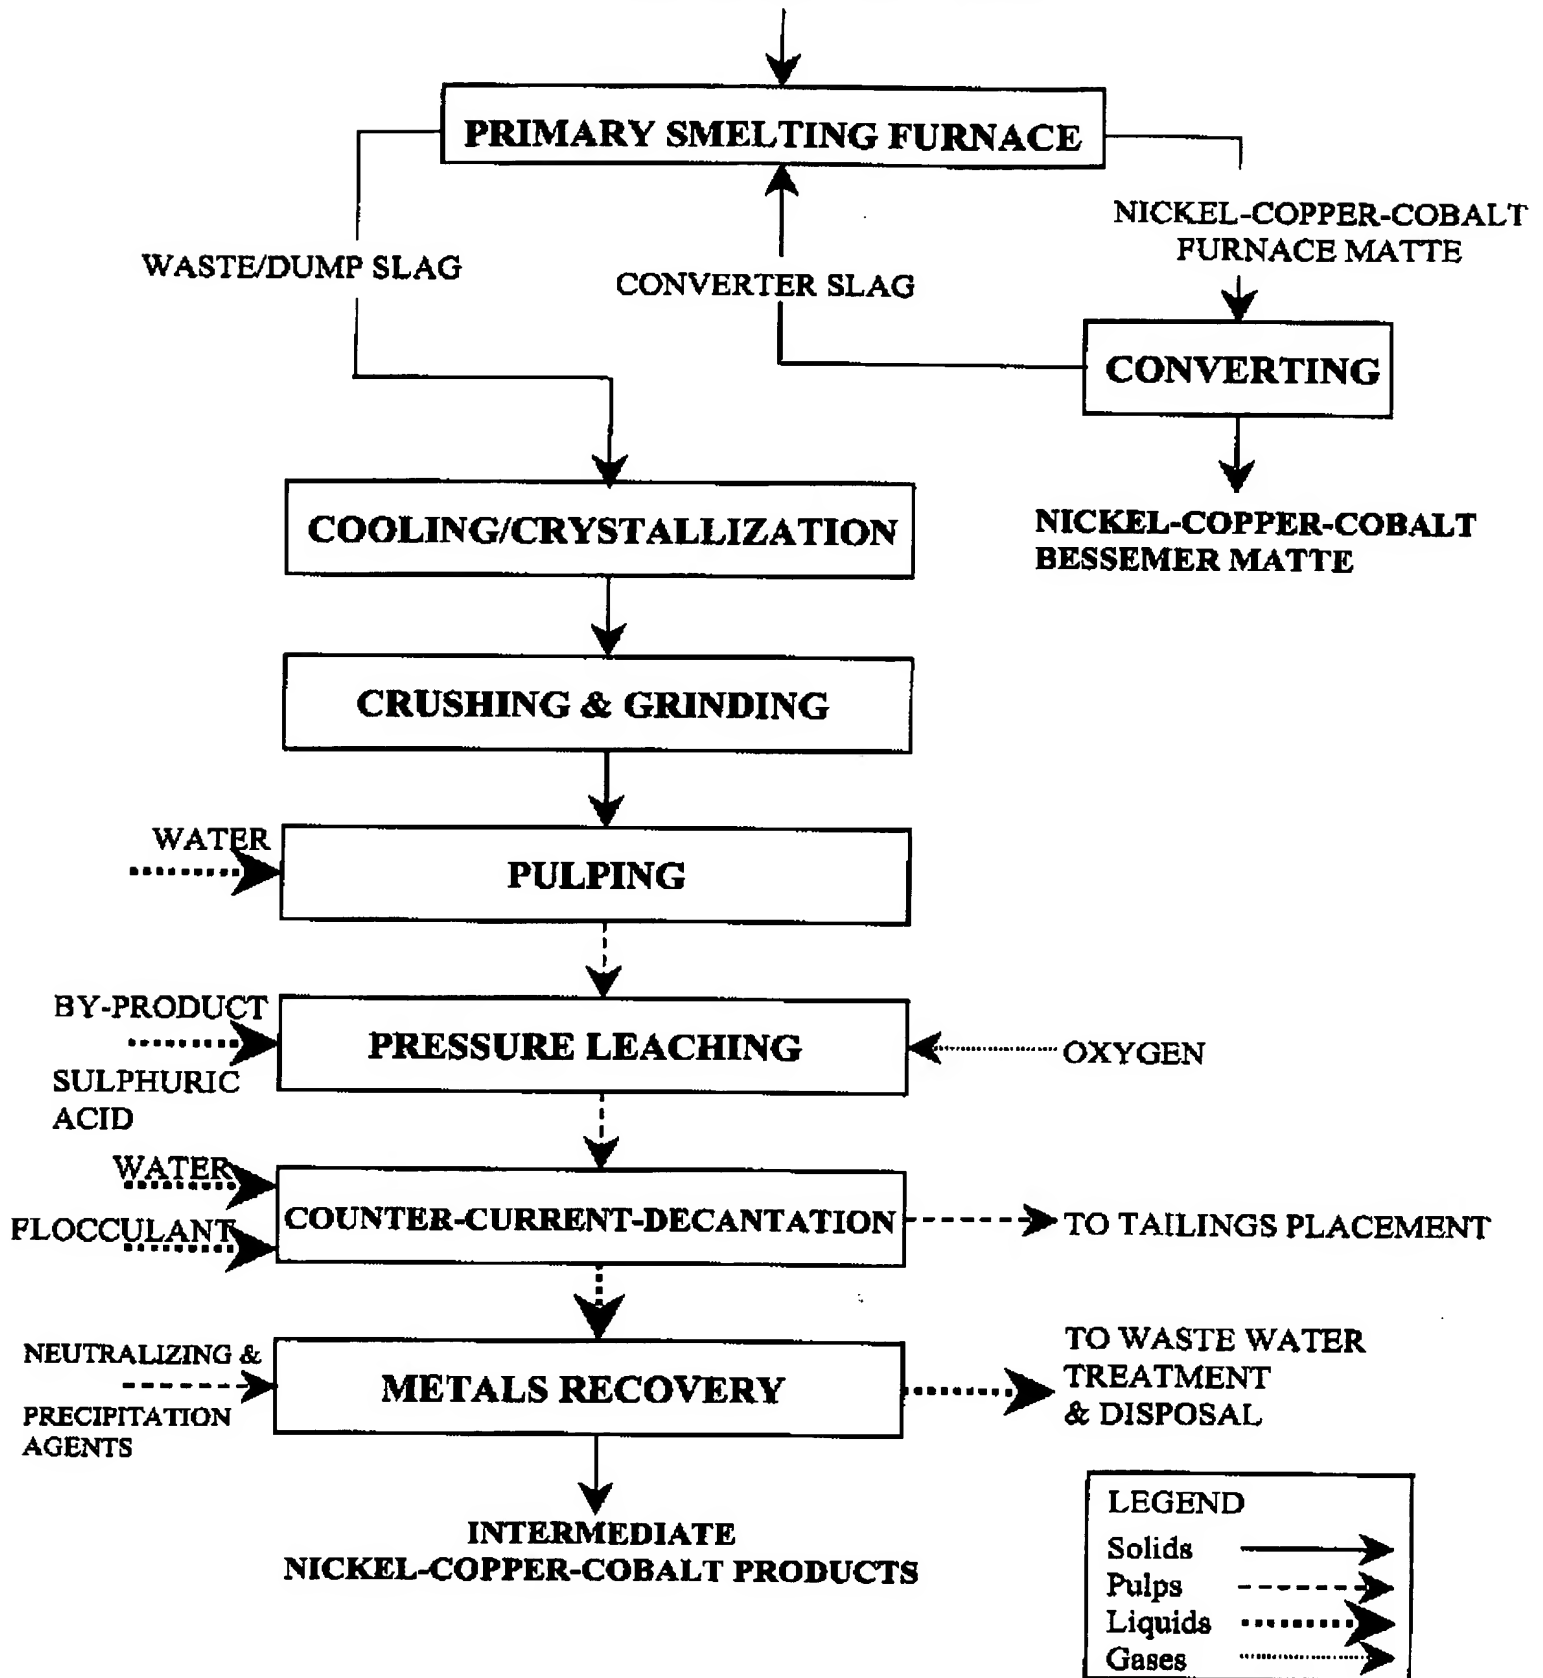 PRIMARY SMELTING FURNACE
NICKEL-COPPER-COBALT
FURNACE MATTE
WASTE/DUMP SLAG
CONVERTER SLAG
CONVERTING
COOLING/CRYSTALLIZATION
NICKEL-COPPER-COBALT
BESSEMER MATTE
CRUSHING & GRINDING
WATER
PULPING
BY-PRODUCT
SULPHURIC
ACID
PRESSURE LEACHING
OXYGEN
WATER
FLOCCULANT
COUNTER-CURRENT-DECANTATION
TO TAILINGS PLACEMENT
NEUTRALIZING &
PRECIPITATION
AGENTS
METALS RECOVERY
TO WASTE WATER
TREATMENT
& DISPOSAL
INTERMEDIATE
NICKEL-COPPER-COBALT PRODUCTS
LEGEND
Solids
Pulps
Liquids
Gases